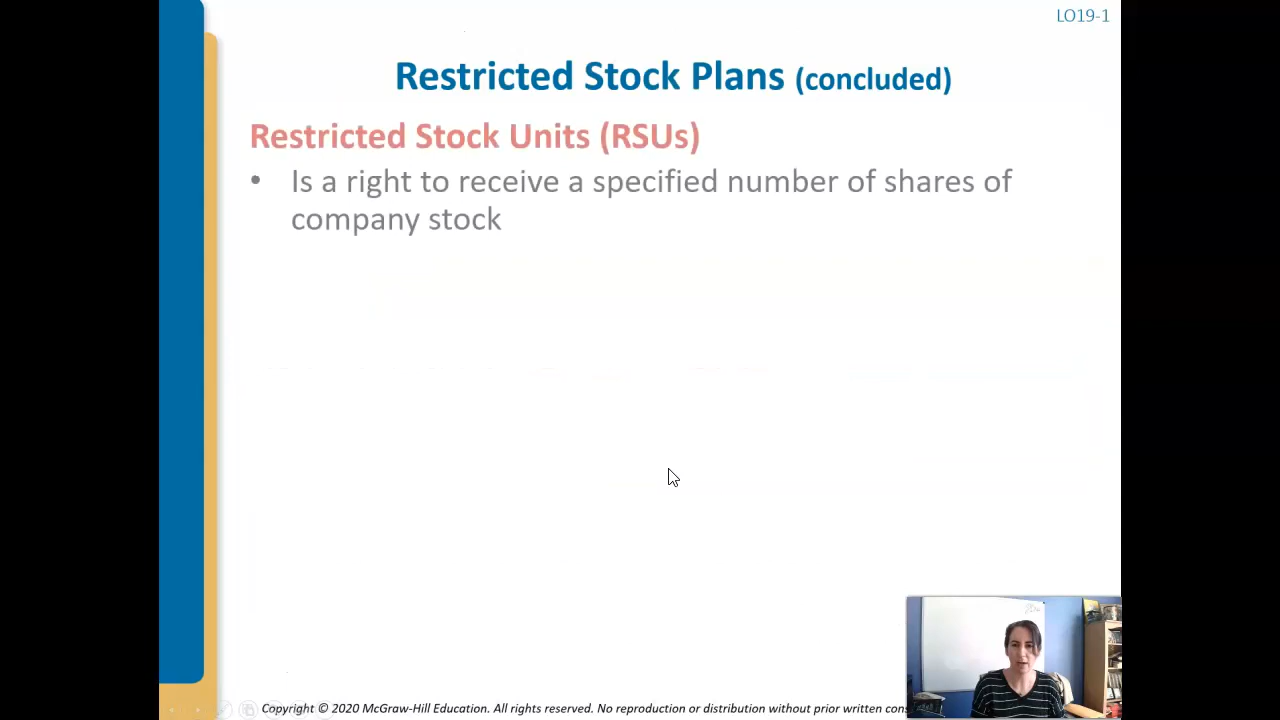 LO19-1
Restricted Stock Plans (concluded)
Restricted Stock Units (RSUs)
• Is a right to receive a specified number of shares of
company stock
Copyright © 2020 McGraw-Hill Education. All rights reserved. No reproduction or distribution without prior written